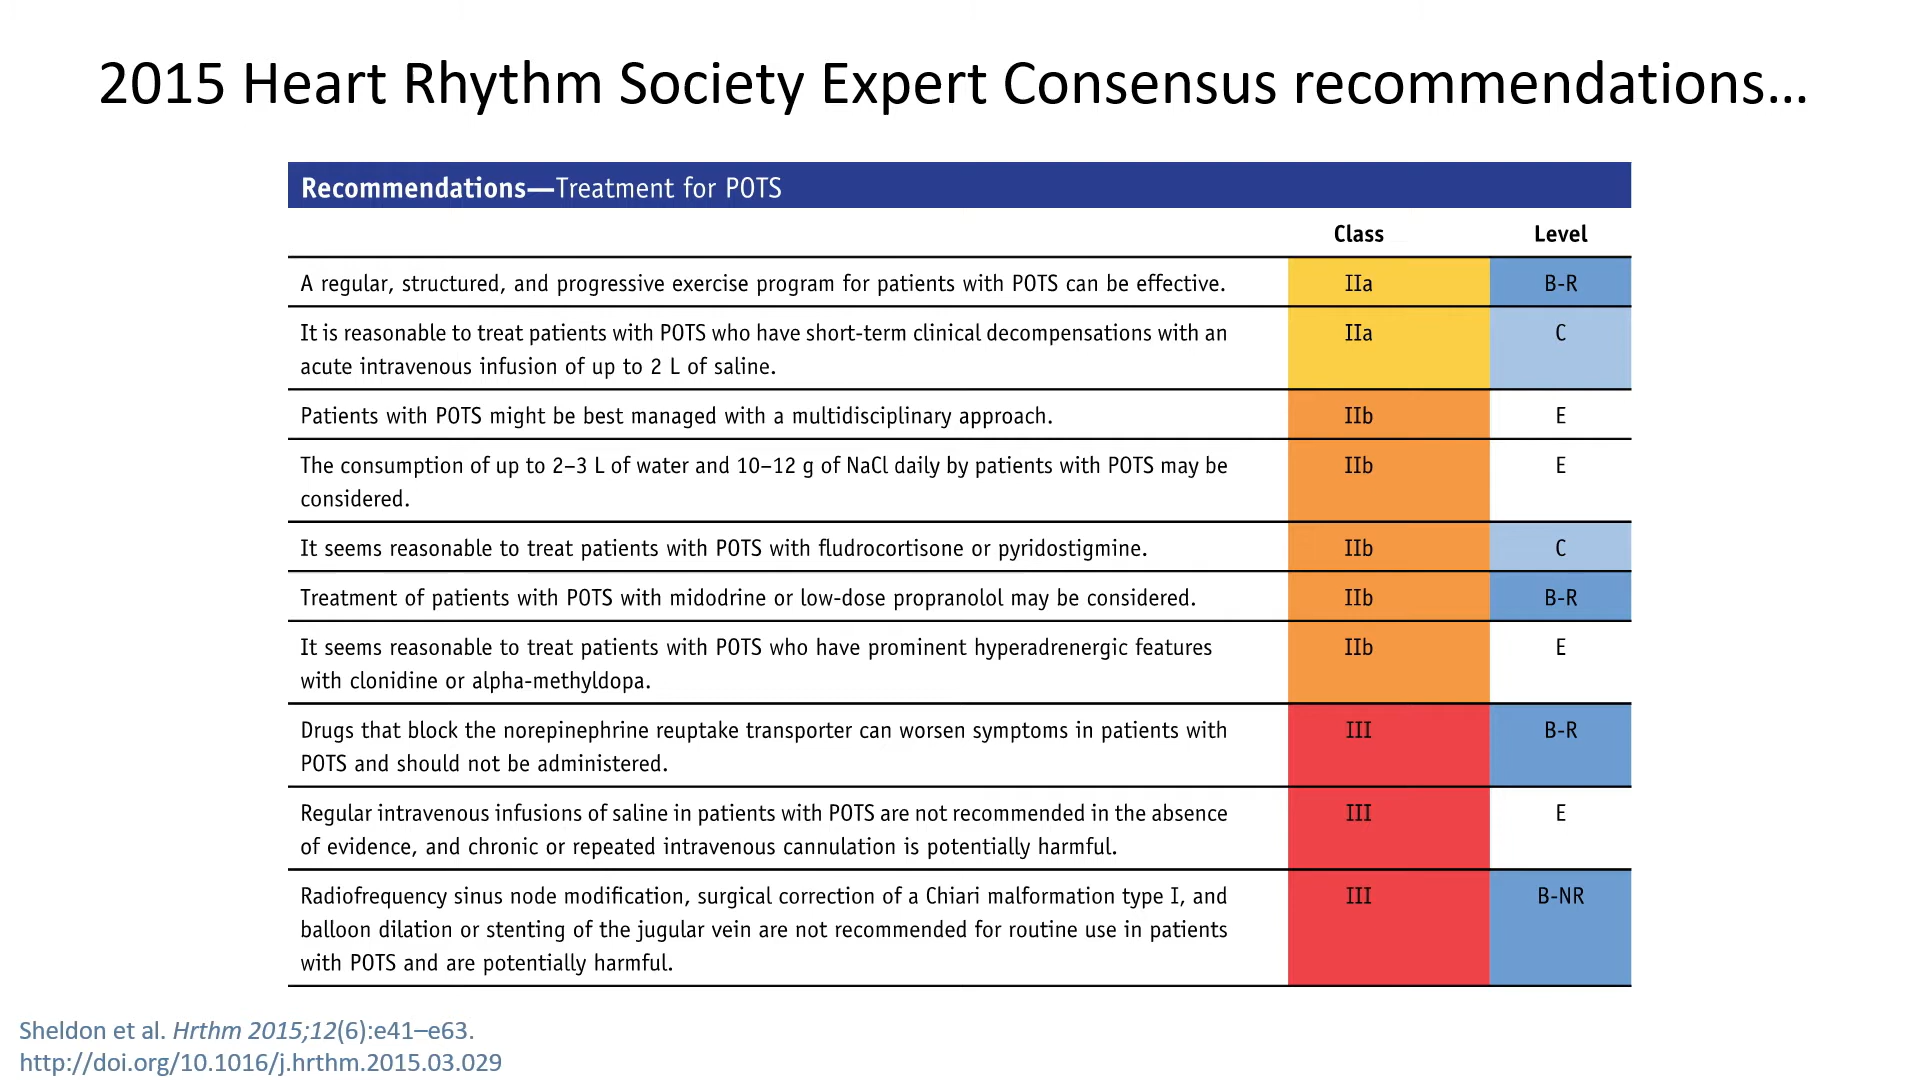 2015 Heart Rhythm Society Expert Consensus recommendations...
Recommendations—Treatment for POTS
Class Level
A regular, structured, and progressive exercise program for patients with POTS can be effective. IIa B-R
It is reasonable to treat patients with POTS who have short-term clinical decompensations with an IIa C
acute intravenous infusion of up to 2 L of saline.
Patients with POTS might be best managed with a multidisciplinary approach. IIb E
The consumption of up to 2–3 L of water and 10–12 g of NaCl daily by patients with POTS may be IIb E
considered.
It seems reasonable to treat patients with POTS with fludrocortisone or pyridostigmine. IIb C
Treatment of patients with POTS with midodrine or low-dose propranolol may be considered. IIb B-R
It seems reasonable to treat patients with POTS who have prominent hyperadrenergic features IIb E
with clonidine or alpha-methyldopa.
Drugs that block the norepinephrine reuptake transporter can worsen symptoms in patients with III B-R
POTS and should not be administered.
Regular intravenous infusions of saline in patients with POTS are not recommended in the absence III E
of evidence, and chronic or repeated intravenous cannulation is potentially harmful.
Radiofrequency sinus node modification, surgical correction of a Chiari malformation type I, and III B-NR
balloon dilation or stenting of the jugular vein are not recommended for routine use in patients
with POTS and are potentially harmful.
Sheldon et al. Hrthm 2015;12(6):e41–e63.
http://doi.org/10.1016/j.hrthm.2015.03.029